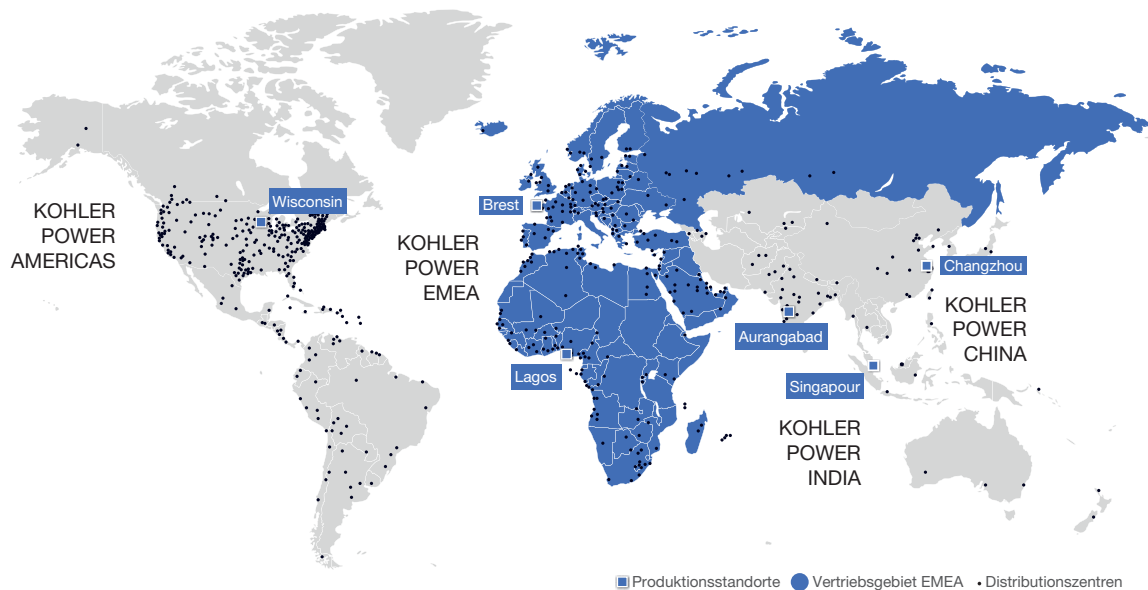 Wisconsin
KOHLER
POWER
AMERICAS
Brest
KOHLER
POWER
EMEA
Lagos
Changzhou
KOHLER
POWER
CHINA
Aurangabad
Singapour
KOHLER
POWER
INDIA
Produktionsstandorte Vertriebsgebiet EMEA Distributionszentren